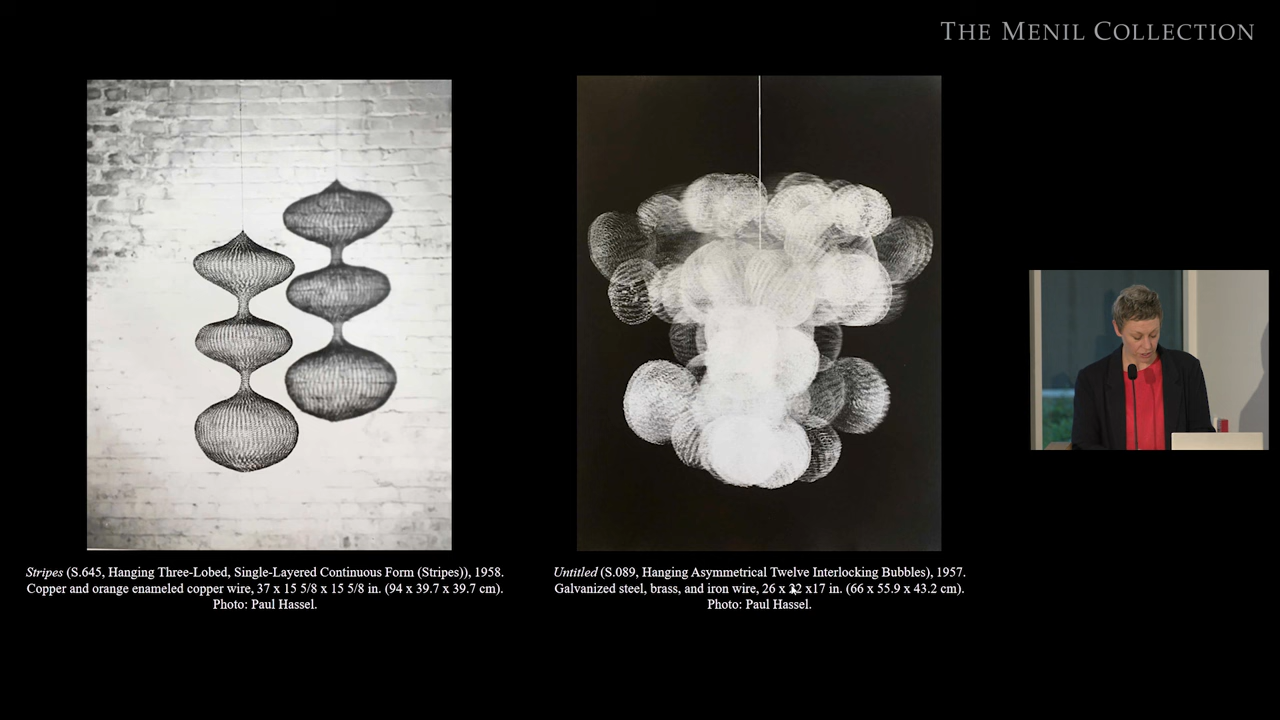 THE MENIL COLLECTION
Stripes (S.645, Hanging Three-Lobed, Single-Layered Continuous Form (Stripes)), 1958.
Copper and orange enameled copper wire, 37 x 15 5/8 x 15 5/8 in. (94 x 39.7 x 39.7 cm).
Photo: Paul Hassel.
Untitled (S.089, Hanging Asymmetrical Twelve Interlocking Bubbles), 1957.
Galvanized steel, brass, and iron wire, 26 x 22 x17 in. (66 x 55.9 x 43.2 cm).
Photo: Paul Hassel.